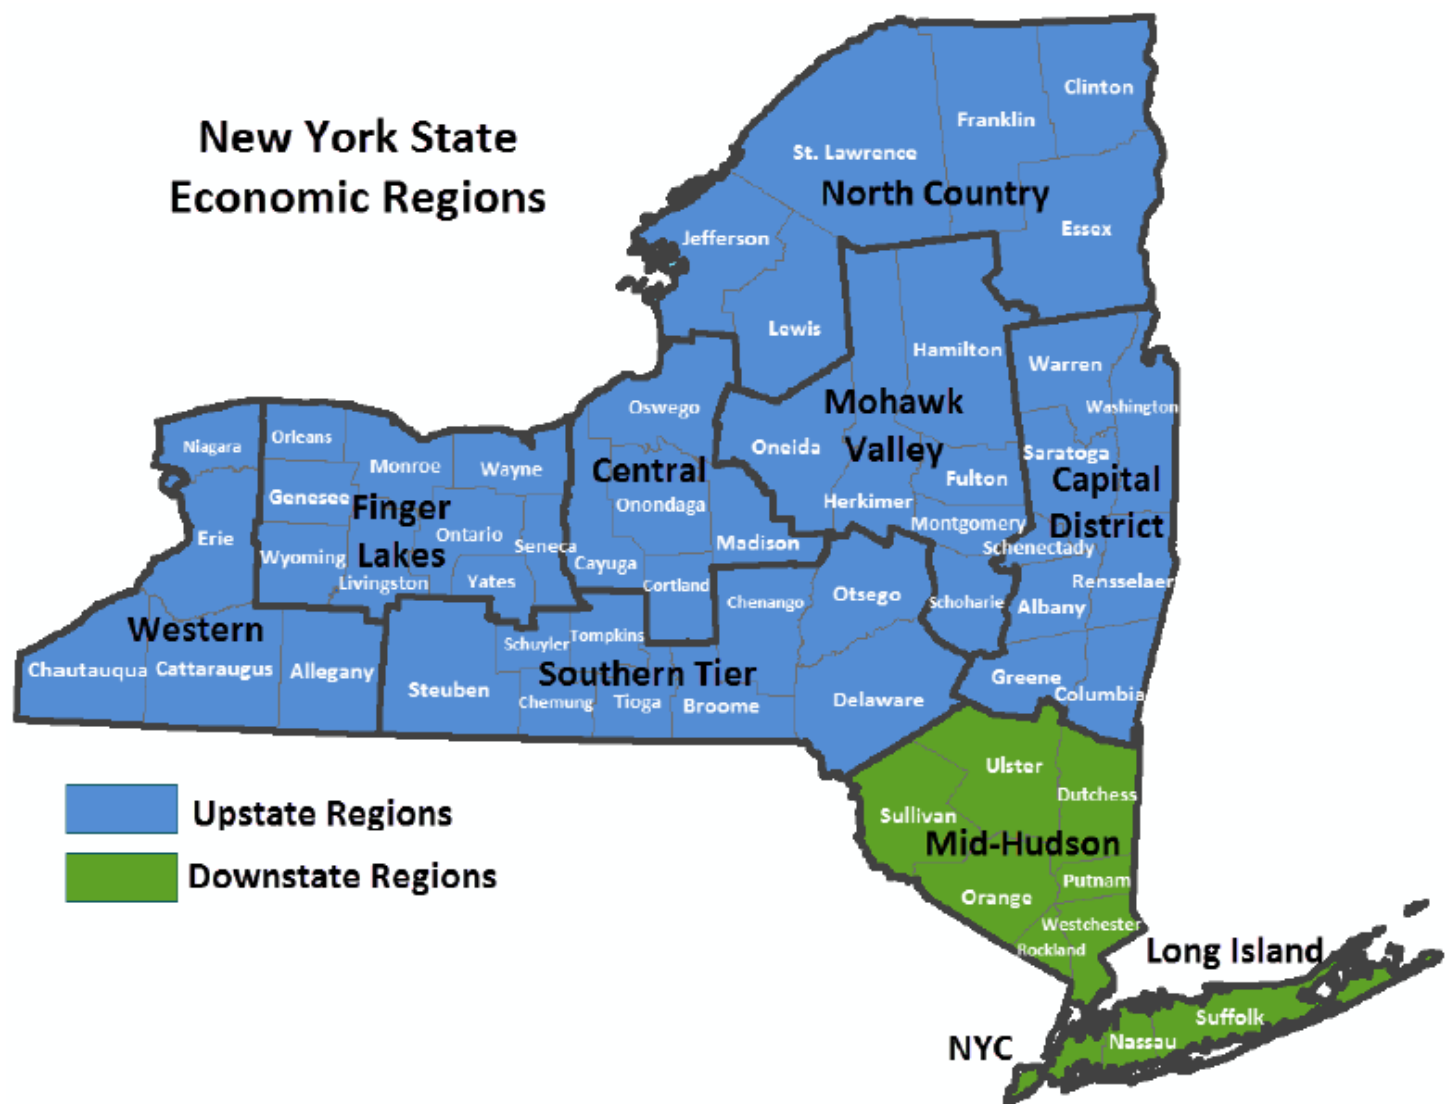 New York State
Economic Regions
Clinton
Franklin
St. Lawrence
North Country
Essex
Jefferson
Lewis
Hamilton
Warren
Mohawk
Valley
Oswego
Washington
Oneida
Niagara
Orleans
Monroe
Wayne
Central
Saratoga
Capital
District
Fulton
Genesee
Finger
Lakes
Onondaga
Herkimer
Montgomery
Erie
Ontario
Seneca
Madison
Schenectady
Wyoming
Cayuga
Livingston
Yates
Cortland
Rensselaer
Chenango
Otsego
Schoharie
Albany
Western
Schuyler
Tompkins
Chautauqua
Cattaraugus
Allegany
Southern Tier
Greene
Columbia
Steuben
Chemung
Tioga
Broome
Delaware
Ulster
Dutchess
Upstate Regions
Sullivan
Mid-Hudson
Downstate Regions
Putnam
Orange
Westchester
Rockland
Long Island
Suffolk
Nassau
NYC